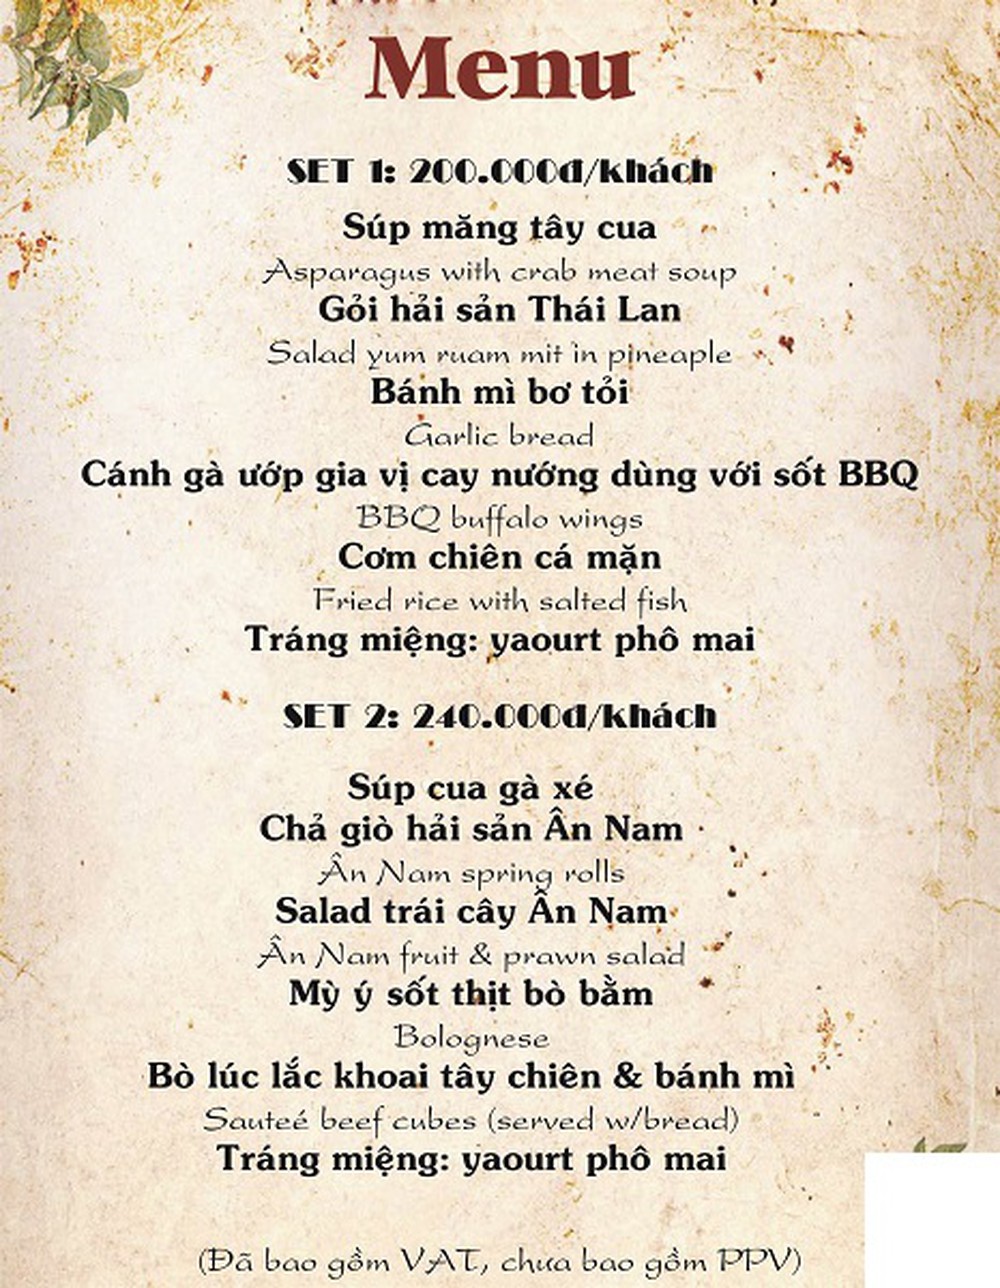 Menu
SET 1: 200.000đ/khách
Súp măng tây cua
Asparagus with crab meat soup
Gỏi hải sản Thái Lan
Salad yum ruam mit in pineaple
Bánh mì bơ tỏi
Garlic bread
Cánh gà ướp gia vị cay nướng dùng với sốt BBQ
BBQ buffalo wings
Cơm chiên cá mặn
Fried rice with salted fish
Tráng miệng: yaourt phô mai
SET 2: 240.000đ/khách
Súp cua gà xé
Chả giò hải sản Ân Nam
Ân Nam spring rolls
Salad trái cây Ân Nam
Ân Nam fruit & prawn salad
Mỳ ý sốt thịt bò bằm
Bolognese
Bò lúc lắc khoai tây chiên & bánh mì
Sauteé beef cubes (served w/bread)
Tráng miệng: yaourt phô mai
(Đã bao gồm VAT, chưa bao gồm PPV)